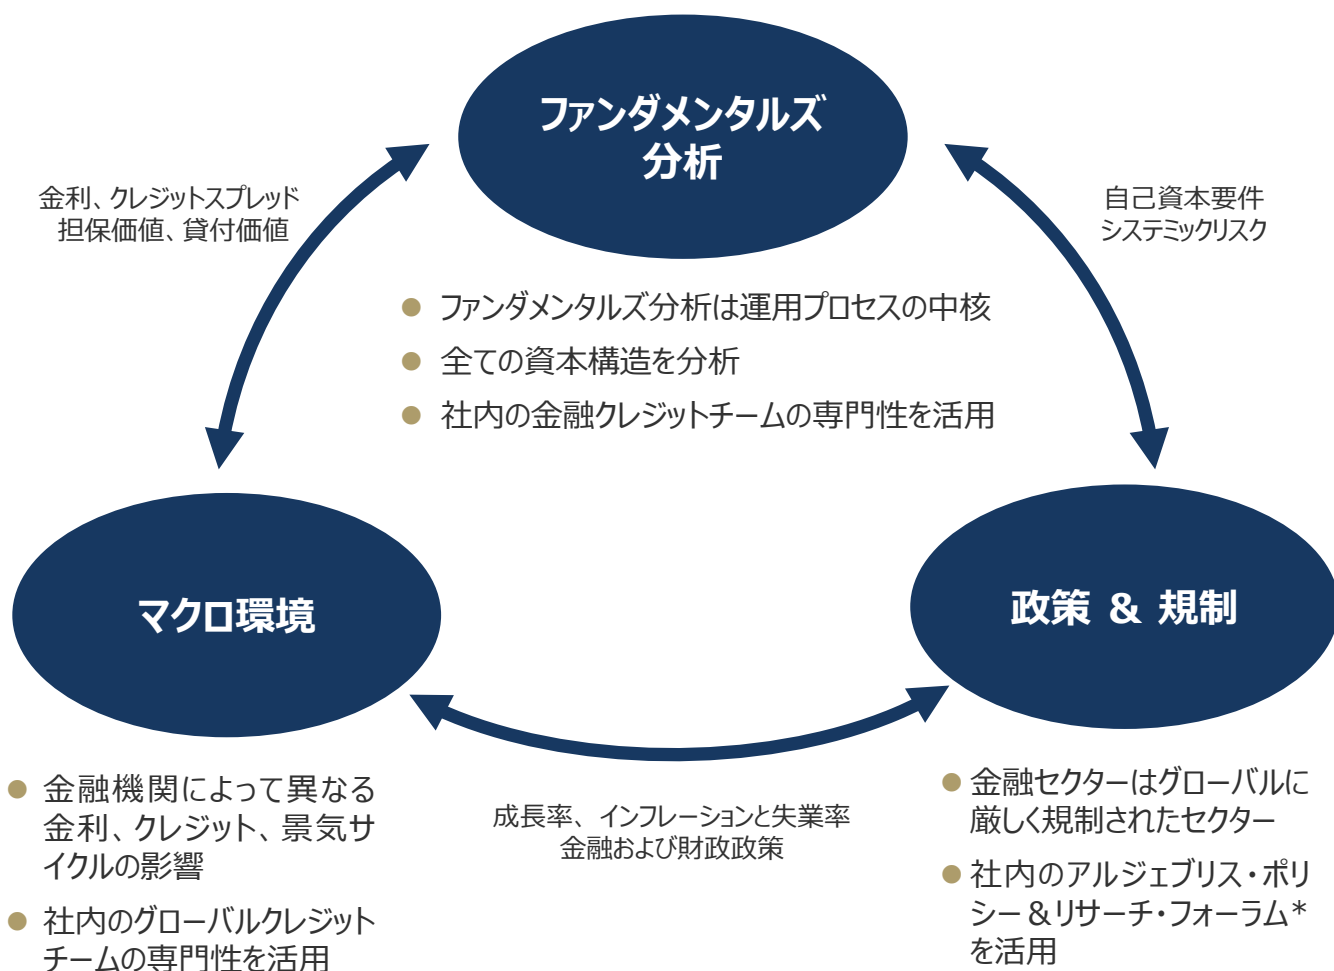 ファンダメンタルズ
分析
金利、クレジットスプレッド
担保価値、貸付価値
自己資本要件
システミックリスク
● ファンダメンタルズ分析は運用プロセスの中核
● 全ての資本構造を分析
● 社内の金融クレジットチームの専門性を活用
マクロ環境
政策 & 規制
● 金融機関によって異なる
金利、クレジット、景気サ
イクルの影響
● 社内のグローバルクレジット
チームの専門性を活用
成長率、インフレーションと失業率
金融および財政政策
● 金融セクターはグローバルに
厳しく規制されたセクター
● 社内のアルジェブリス・ポリ
シー＆リサーチ・フォーラム*
を活用